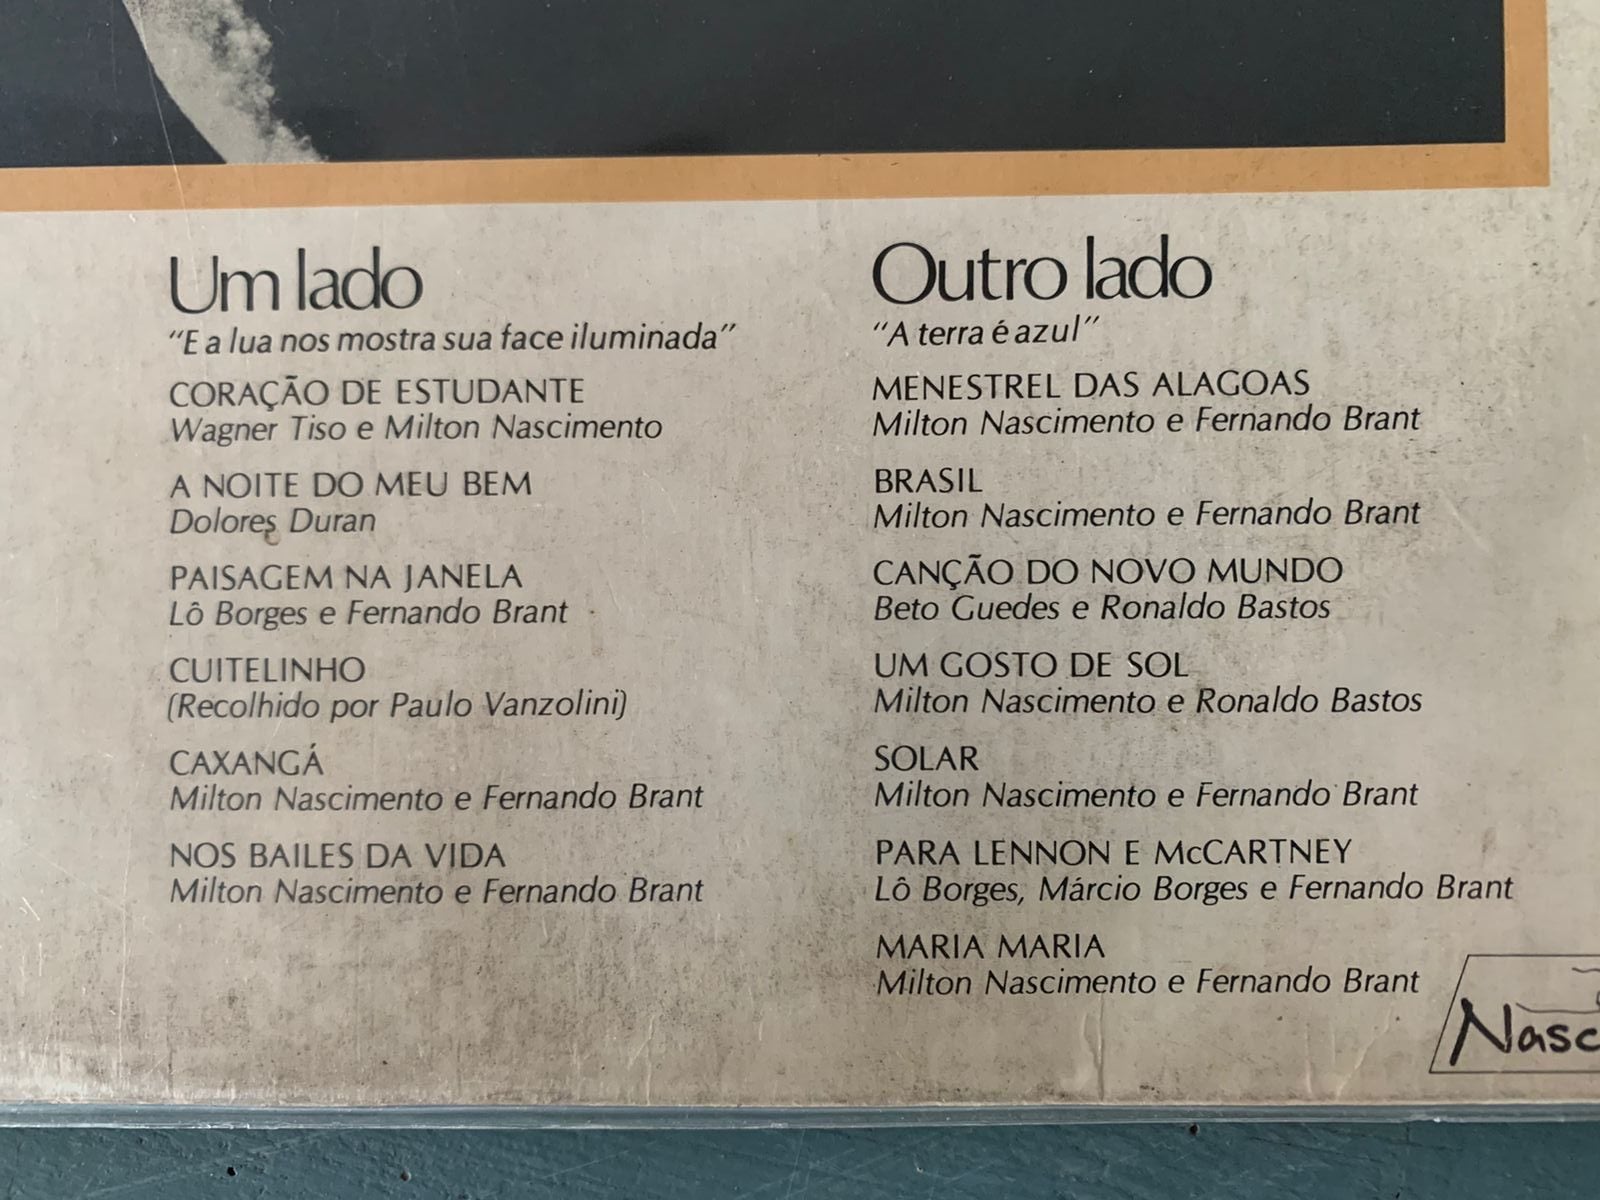 Um lado
"E a lua nos mostra sua face iluminada"
CORAÇÃO DE ESTUDANTE
Wagner Tiso e Milton Nascimento
A NOITE DO MEU BEM
Dolores Duran
PAISAGEM NA JANELA
Lô Borges e Fernando Brant
CUITELINHO
(Recolhido por Paulo Vanzolini)
CAXANGÁ
Milton Nascimento e Fernando Brant
NOS BAILES DA VIDA
Milton Nascimento e Fernando Brant
Outro lado
"A terra é azul"
MENESTREL DAS ALAGOAS
Milton Nascimento e Fernando Brant
BRASIL
Milton Nascimento e Fernando Brant
CANÇÃO DO NOVO MUNDO
Beto Guedes e Ronaldo Bastos
UM GOSTO DE SOL
Milton Nascimento e Ronaldo Bastos
SOLAR
Milton Nascimento e Fernando Brant
PARA LENNON E McCARTNEY
Lô Borges, Márcio Borges e Fernando Brant
MARIA MARIA
Milton Nascimento e Fernando Brant
Nasc